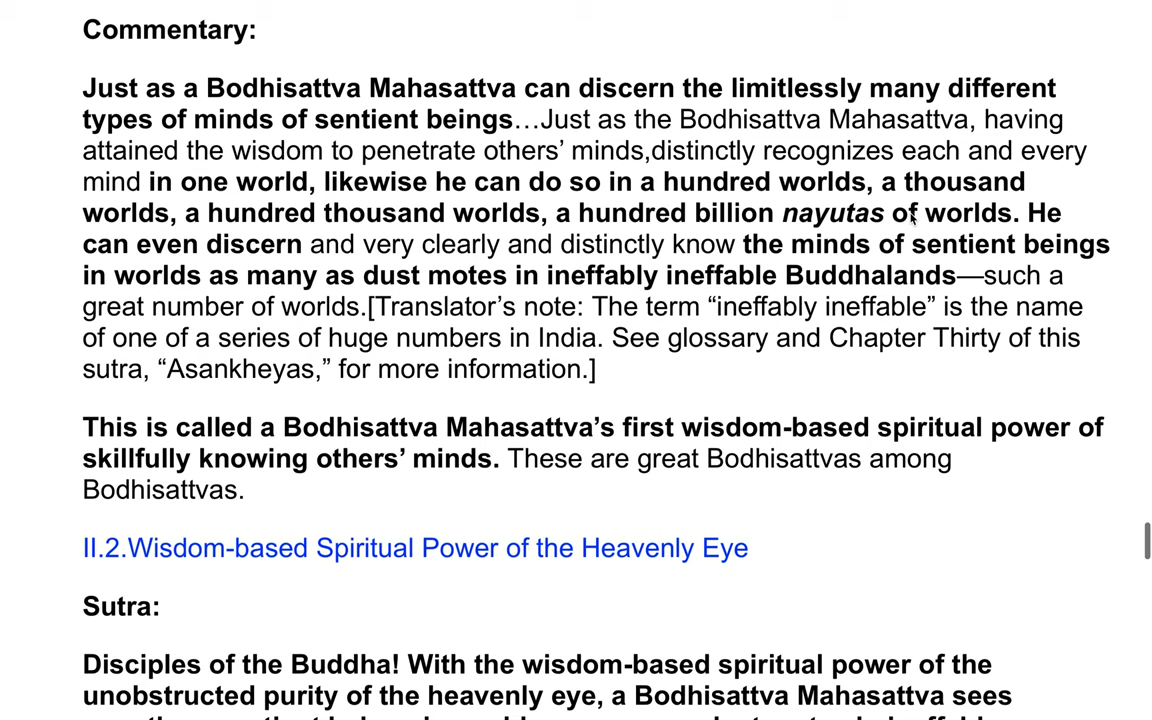 Commentary:
Just as a Bodhisattva Mahasattva can discern the limitlessly many different
types of minds of sentient beings…Just as the Bodhisattva Mahasattva, having
attained the wisdom to penetrate others’ minds,distinctly recognizes each and every
mind in one world, likewise he can do so in a hundred worlds, a thousand
worlds, a hundred thousand worlds, a hundred billion nayutas of worlds. He
can even discern and very clearly and distinctly know the minds of sentient beings
in worlds as many as dust motes in ineffably ineffable Buddhalands—such a
great number of worlds.[Translator’s note: The term “ineffably ineffable” is the name
of one of a series of huge numbers in India. See glossary and Chapter Thirty of this
sutra, “Asankheyas,” for more information.]
This is called a Bodhisattva Mahasattva’s first wisdom-based spiritual power of
skillfully knowing others’ minds. These are great Bodhisattvas among
Bodhisattvas.
II.2.Wisdom-based Spiritual Power of the Heavenly Eye
Sutra:
Disciples of the Buddha! With the wisdom-based spiritual power of the
unobstructed purity of the heavenly eye, a Bodhisattva Mahasattva sees